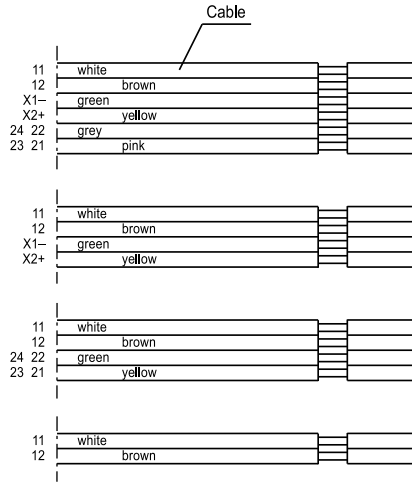 Cable
11 white
12 brown
X1– green
X2+ yellow
24 22 grey
23 21 pink
11 white
12 brown
X1– green
X2+ yellow
11 white
12 brown
24 22 green
23 21 yellow
11 white
12 brown